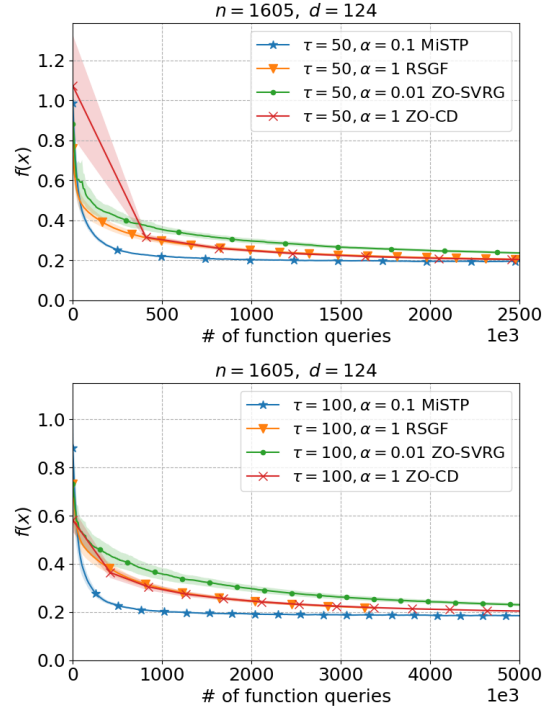 n = 1605, d = 124
f(x)
1.2
1.0
0.8
0.6
0.4
0.2
0.0
τ = 50, α = 0.1 MiSTP
τ = 50, α = 1 RSGF
τ = 50, α = 0.01 ZO-SVRG
τ = 50, α = 1 ZO-CD
0 500 1000 1500 2000 2500
# of function queries 1e3
n = 1605, d = 124
f(x)
1.0
0.8
0.6
0.4
0.2
0.0
τ = 100, α = 0.1 MiSTP
τ = 100, α = 1 RSGF
τ = 100, α = 0.01 ZO-SVRG
τ = 100, α = 1 ZO-CD
0 1000 2000 3000 4000 5000
# of function queries 1e3